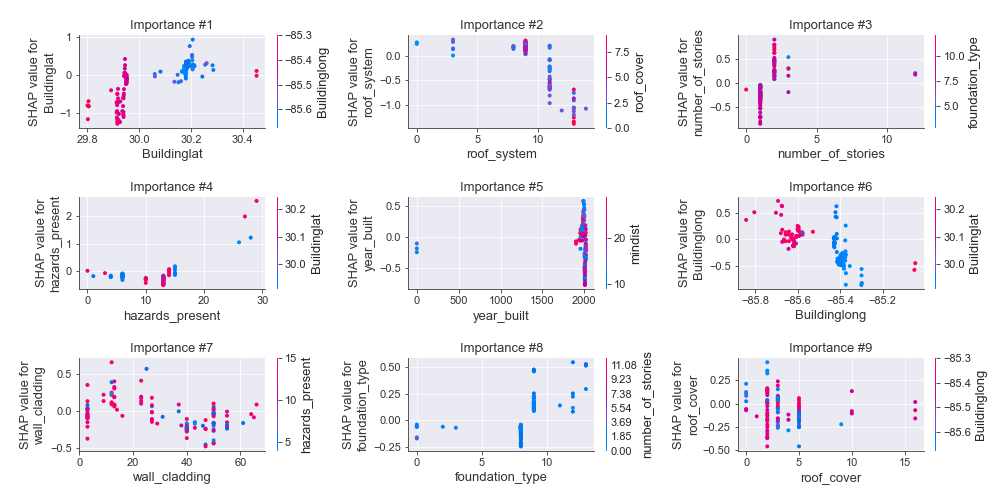 Importance #1
SHAP value for
Buildinglat
1
0
−1
29.8 30.0 30.2 30.4
Buildinglat
−85.3
−85.4
−85.5
−85.6
Buildinglong
Importance #2
SHAP value for
roof_system
0.0
−0.5
−1.0
0 10
roof_system
7.5
5.0
2.5
0.0
roof_cover
Importance #3
SHAP value for
number_of_stories
0.5
0.0
−0.5
0 5 10
number_of_stories
10.0
7.5
5.0
foundation_type
Importance #4
SHAP value for
hazards_present
2
1
0
0 10 20 30
hazards_present
30.2
30.1
30.0
Buildinglat
Importance #5
SHAP value for
year_built
0.5
0.0
−0.5
0 500 1000 1500 2000
year_built
20
10
mindist
Importance #6
SHAP value for
Buildinglong
0.5
0.0
−0.5
−85.8 −85.6 −85.4 −85.2
Buildinglong
30.2
30.1
30.0
Buildinglat
Importance #7
SHAP value for
wall_cladding
0.5
0.0
−0.5
0 20 40 60
wall_cladding
15
10
5
hazards_present
Importance #8
SHAP value for
foundation_type
0.50
0.25
0.00
−0.25
0 5 10
foundation_type
11.08
9.23
7.38
5.54
3.69
1.85
0.00
number_of_stories
Importance #9
SHAP value for
roof_cover
0.25
0.00
−0.25
−0.50
0 5 10 15
roof_cover
−85.3
−85.4
−85.5
−85.6
Buildinglong